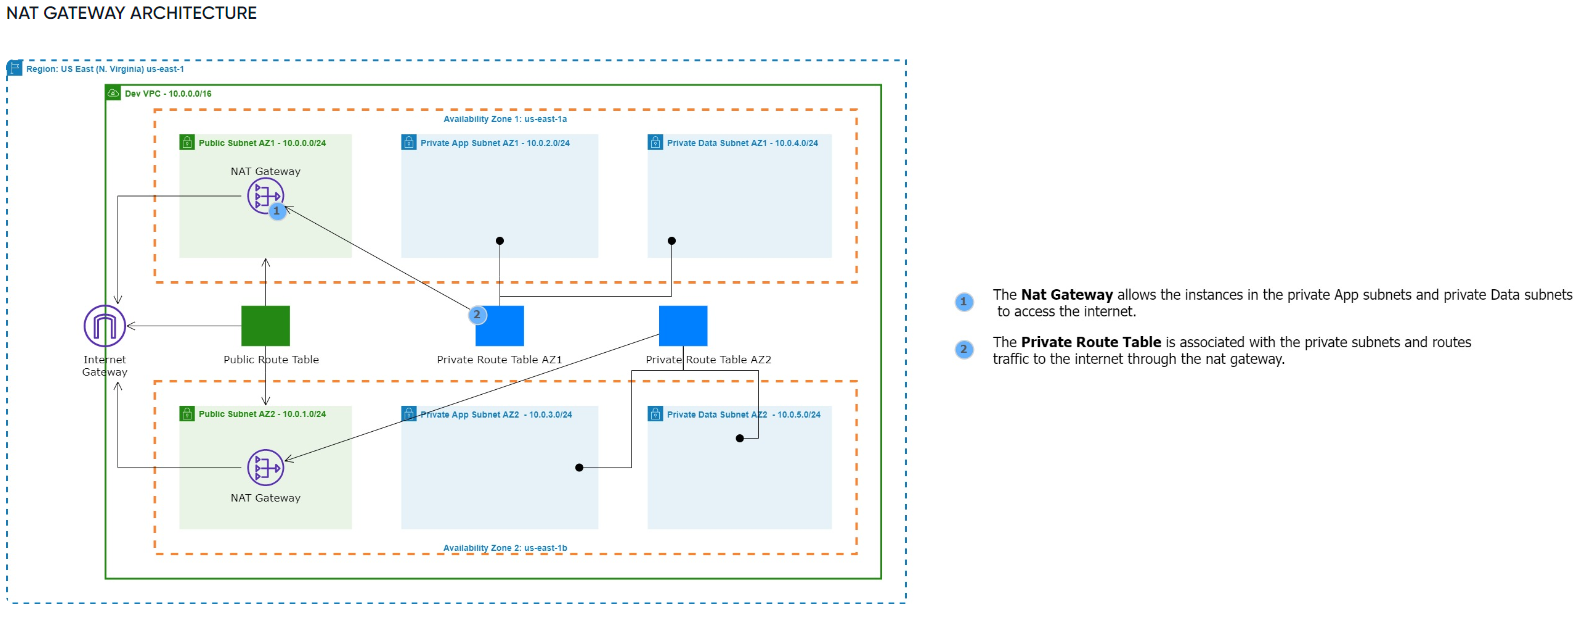 NAT GATEWAY ARCHITECTURE
Region: US East (N. Virginia) us-east-1
Dev VPC - 10.0.0.0/16
Availability Zone 1: us-east-1a
Public Subnet AZ1 - 10.0.0.0/24
Private App Subnet AZ1 - 10.0.2.0/24
Private Data Subnet AZ1 - 10.0.4.0/24
NAT Gateway
1
2
Public Route Table
Private Route Table AZ1
Private Route Table AZ2
Internet
Gateway
Public Subnet AZ2 - 10.0.1.0/24
Private App Subnet AZ2 - 10.0.3.0/24
Private Data Subnet AZ2 - 10.0.5.0/24
NAT Gateway
Availability Zone 2: us-east-1b
1
The Nat Gateway allows the instances in the private App subnets and private Data subnets
to access the internet.
2
The Private Route Table is associated with the private subnets and routes
traffic to the internet through the nat gateway.